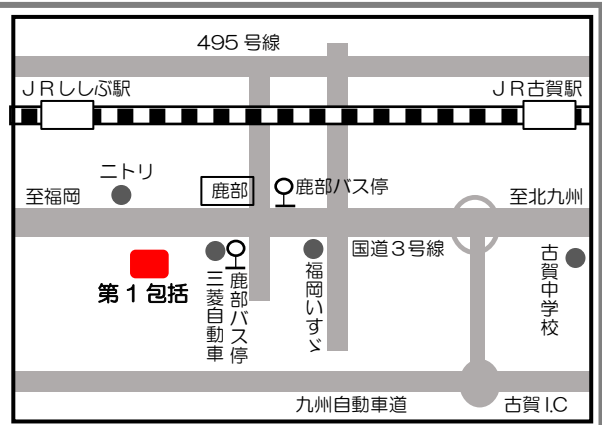 495号線
JRししぶ駅
JR古賀駅
ニトリ
鹿部
鹿部バス停
至福岡
至北九州
国道3号線
第1包括
三菱自動車
鹿部バス停
福岡いすゞ
古賀中学校
九州自動車道
古賀I.C